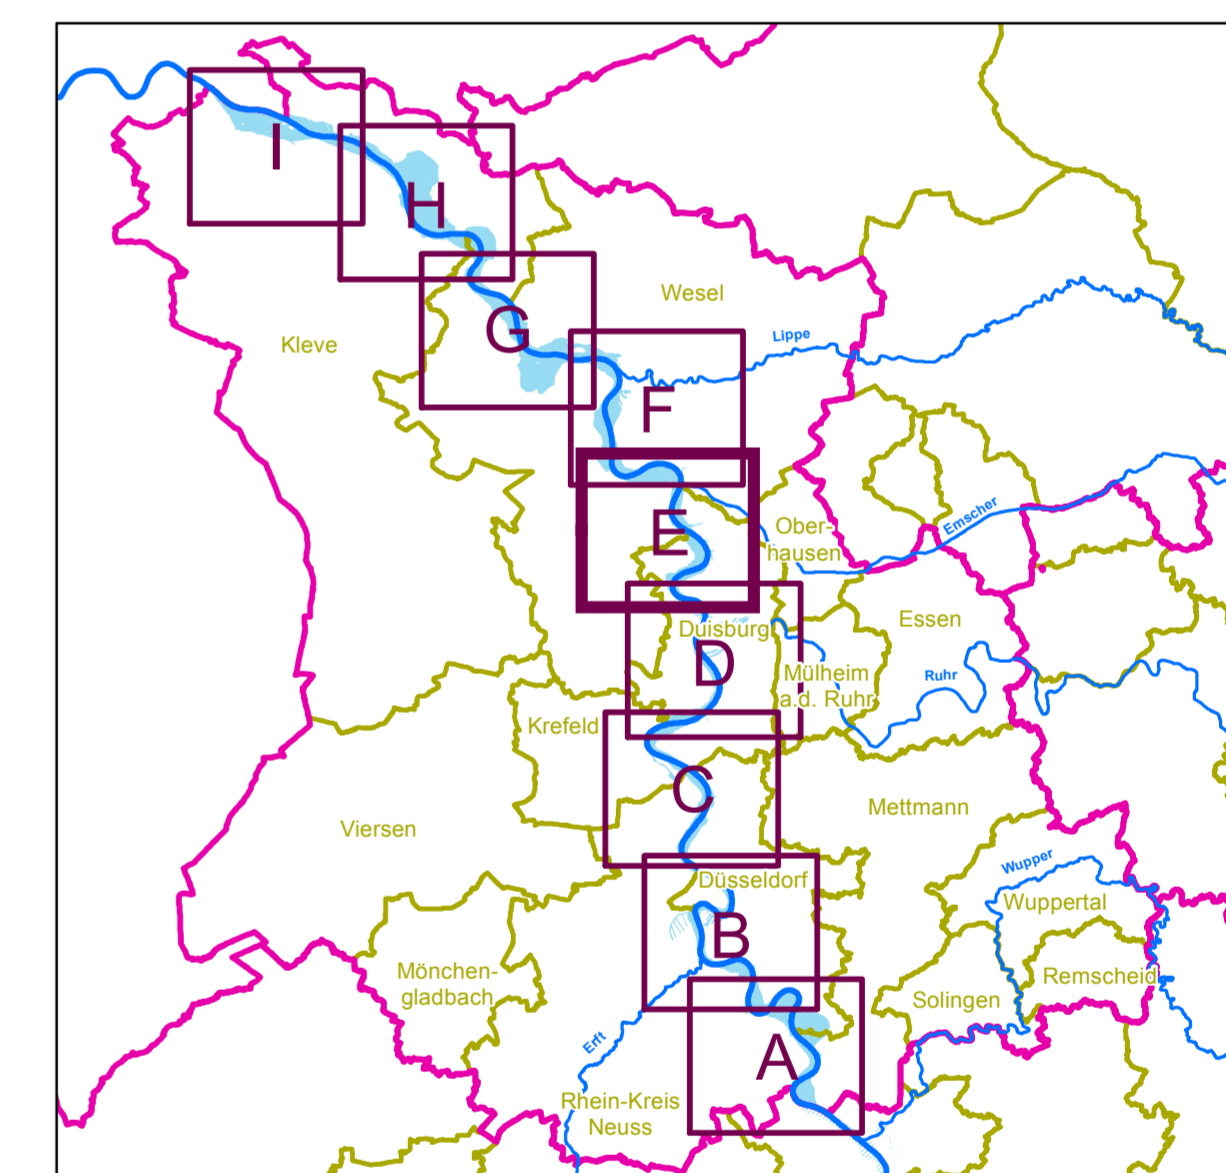 I
H
Wesel
G
Lippe
Kleve
F
E
Ober-
hausen
Emscher
Essen
Duisburg
D
Mülheim
a.d. Ruhr
Ruhr
Krefeld
C
Mettmann
Viersen
Wupper
Düsseldorf
Wuppertal
B
Mönchen-
gladbach
Remscheid
Solingen
Erft
A
Rhein-Kreis
Neuss